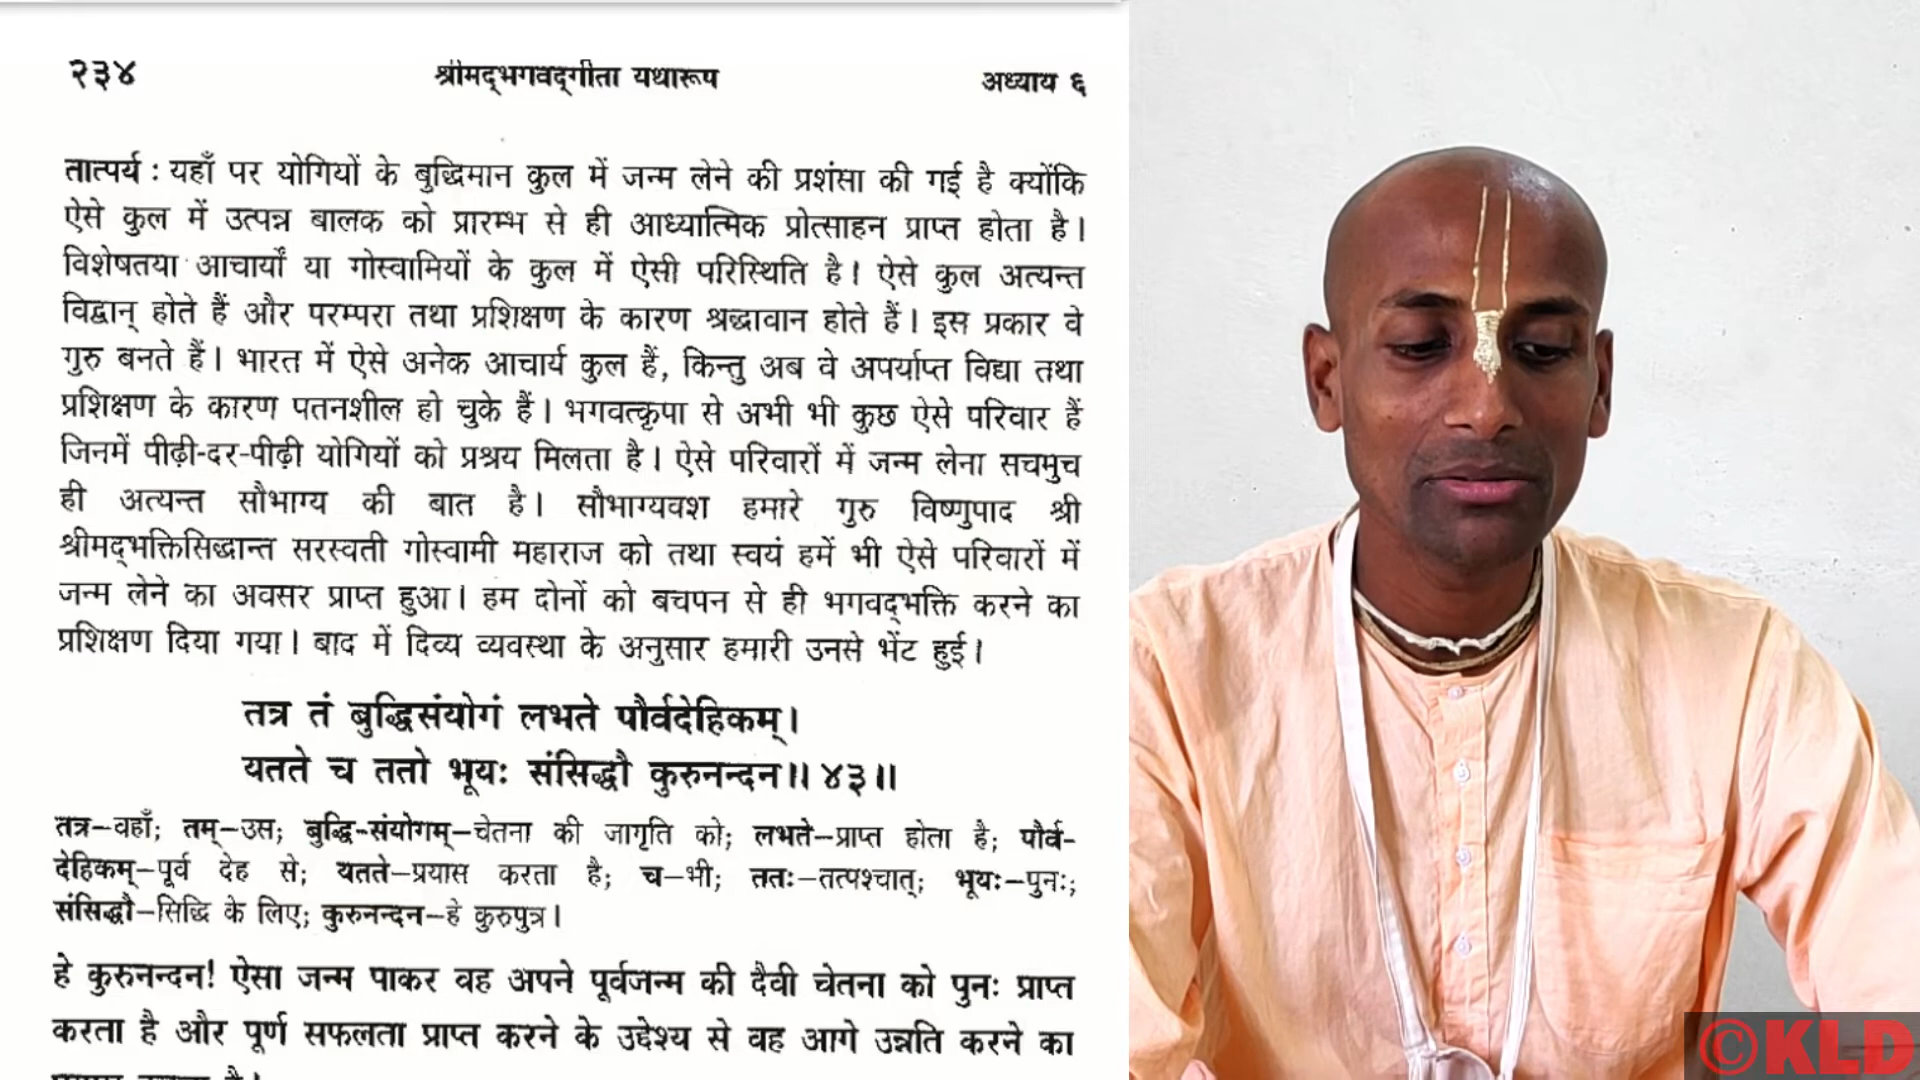 २३४ श्रीमद्भगवद्गीता यथारूप अध्याय ६
तात्पर्य : यहाँ पर योगियों के बुद्धिमान कुल में जन्म लेने की प्रशंसा की गई है क्योंकि
ऐसे कुल में उत्पन्न बालक को प्रारम्भ से ही आध्यात्मिक प्रोत्साहन प्राप्त होता है।
विशेषतया आचार्यों या गोस्वामियों के कुल में ऐसी परिस्थिति है। ऐसे कुल अत्यन्त
विद्वान् होते हैं और परम्परा तथा प्रशिक्षण के कारण श्रद्धावान होते हैं। इस प्रकार वे
गुरु बनते हैं। भारत में ऐसे अनेक आचार्य कुल हैं, किन्तु अब वे अपर्याप्त विद्या तथा
प्रशिक्षण के कारण पतनशील हो चुके हैं। भगवत्कृपा से अभी भी कुछ ऐसे परिवार हैं
जिनमें पीढ़ी-दर-पीढ़ी योगियों को प्रश्रय मिलता है। ऐसे परिवारों में जन्म लेना सचमुच
ही अत्यन्त सौभाग्य की बात है। सौभाग्यवश हमारे गुरु विष्णुपाद श्री
श्रीमद्भक्तिसिद्धान्त सरस्वती गोस्वामी महाराज को तथा स्वयं हमें भी ऐसे परिवारों में
जन्म लेने का अवसर प्राप्त हुआ। हम दोनों को बचपन से ही भगवद्भक्ति करने का
प्रशिक्षण दिया गया। बाद में दिव्य व्यवस्था के अनुसार हमारी उनसे भेंट हुई।
तत्र तं बुद्धिसंयोगं लभते पौर्वदेहिकम्।
यतते च ततो भूयः संसिद्धौ कुरुनन्दन॥ ४३॥
तत्र—वहाँ; तम्—उस; बुद्धि-संयोगम्—चेतना की जागृति को; लभते—प्राप्त होता है; पौर्व-
देहिकम्—पूर्व देह से; यतते—प्रयास करता है; च—भी; ततः—तत्पश्चात्; भूयः—पुनः;
संसिद्धौ—सिद्धि के लिए; कुरुनन्दन—हे कुरुपुत्र।
हे कुरुनन्दन! ऐसा जन्म पाकर वह अपने पूर्वजन्म की दैवी चेतना को पुनः प्राप्त
करता है और पूर्ण सफलता प्राप्त करने के उद्देश्य से वह आगे उन्नति करने का
©KLD